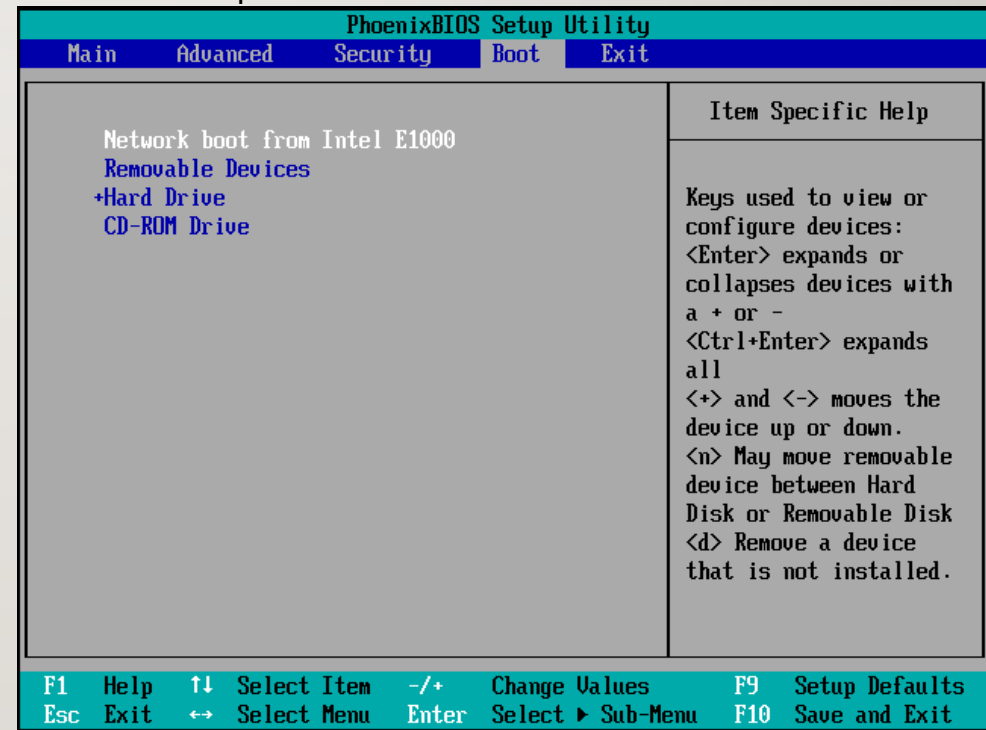 PhoenixBIOS Setup Utility
Main Advanced Security Boot Exit
Network boot from Intel E1000
Removable Devices
+Hard Drive
CD-ROM Drive
Item Specific Help
Keys used to view or
configure devices:
<Enter> expands or
collapses devices with
a + or -
<Ctrl+Enter> expands
all
<+> and <-> moves the
device up or down.
<n> May move removable
device between Hard
Disk or Removable Disk
<d> Remove a device
that is not installed.
F1 Help ↑↓ Select Item -/+ Change Values F9 Setup Defaults
Esc Exit ↔ Select Menu Enter Select ▶ Sub-Menu F10 Save and Exit